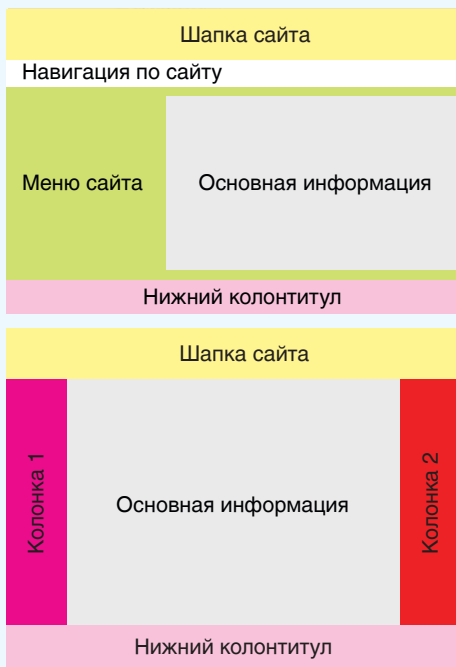 Шапка сайта
Навигация по сайту
Меню сайта
Основная информация
Нижний колонтитул
Шапка сайта
Колонка 1
Основная информация
Колонка 2
Нижний колонтитул